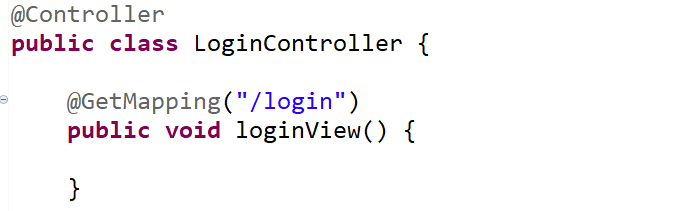 @Controller
public class LoginController {
@GetMapping("/login")
public void loginView() {
}